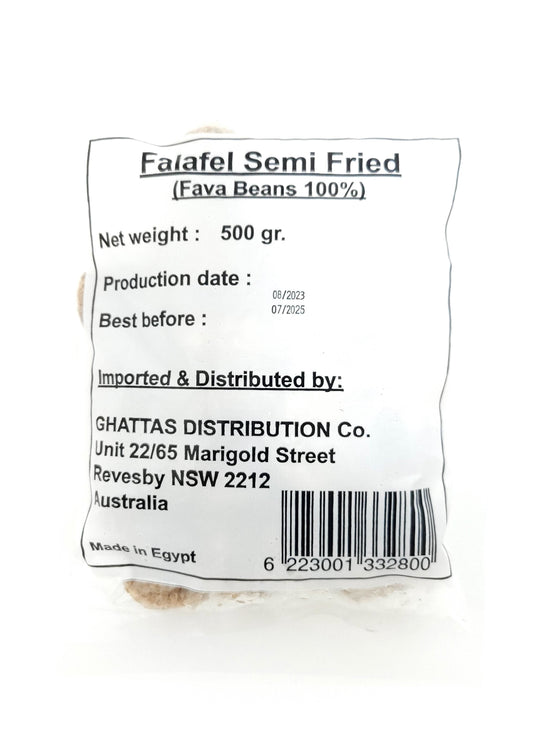 Falafel Semi Fried
(Fava Beans 100%)
Net weight : 500 gr.
Production date :
08/2023
Best before :
07/2025
Imported & Distributed by:
GHATTAS DISTRIBUTION Co.
Unit 22/65 Marigold Street
Revesby NSW 2212
Australia
Made in Egypt
6 223001 332800